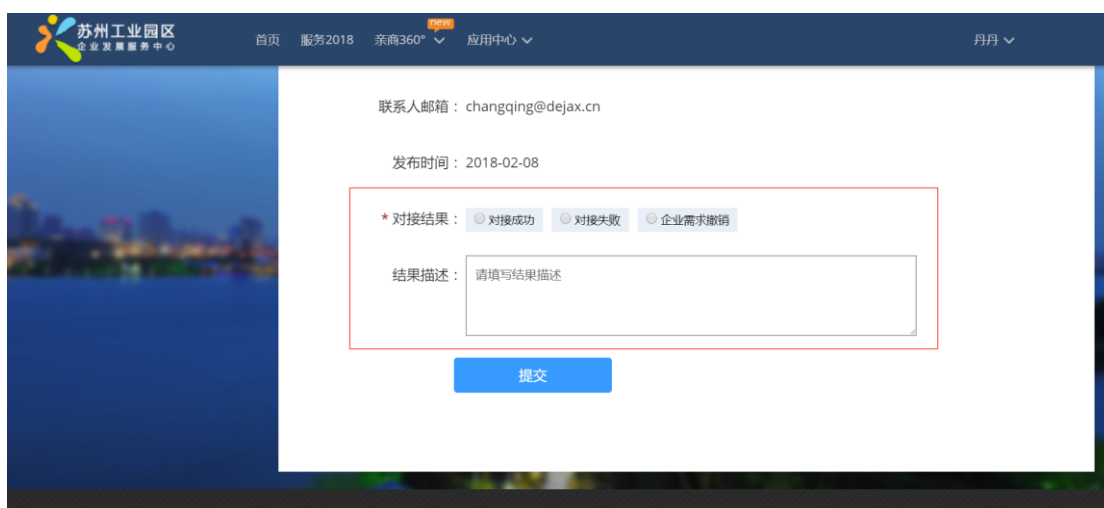 苏州工业园区
企业发展服务中心
首页 服务2018 亲商360° new 应用中心 丹丹
联系人邮箱：changqing@dejax.cn
发布时间：2018-02-08
* 对接结果： 对接成功 对接失败 企业需求撤销
结果描述： 请填写结果描述
提交